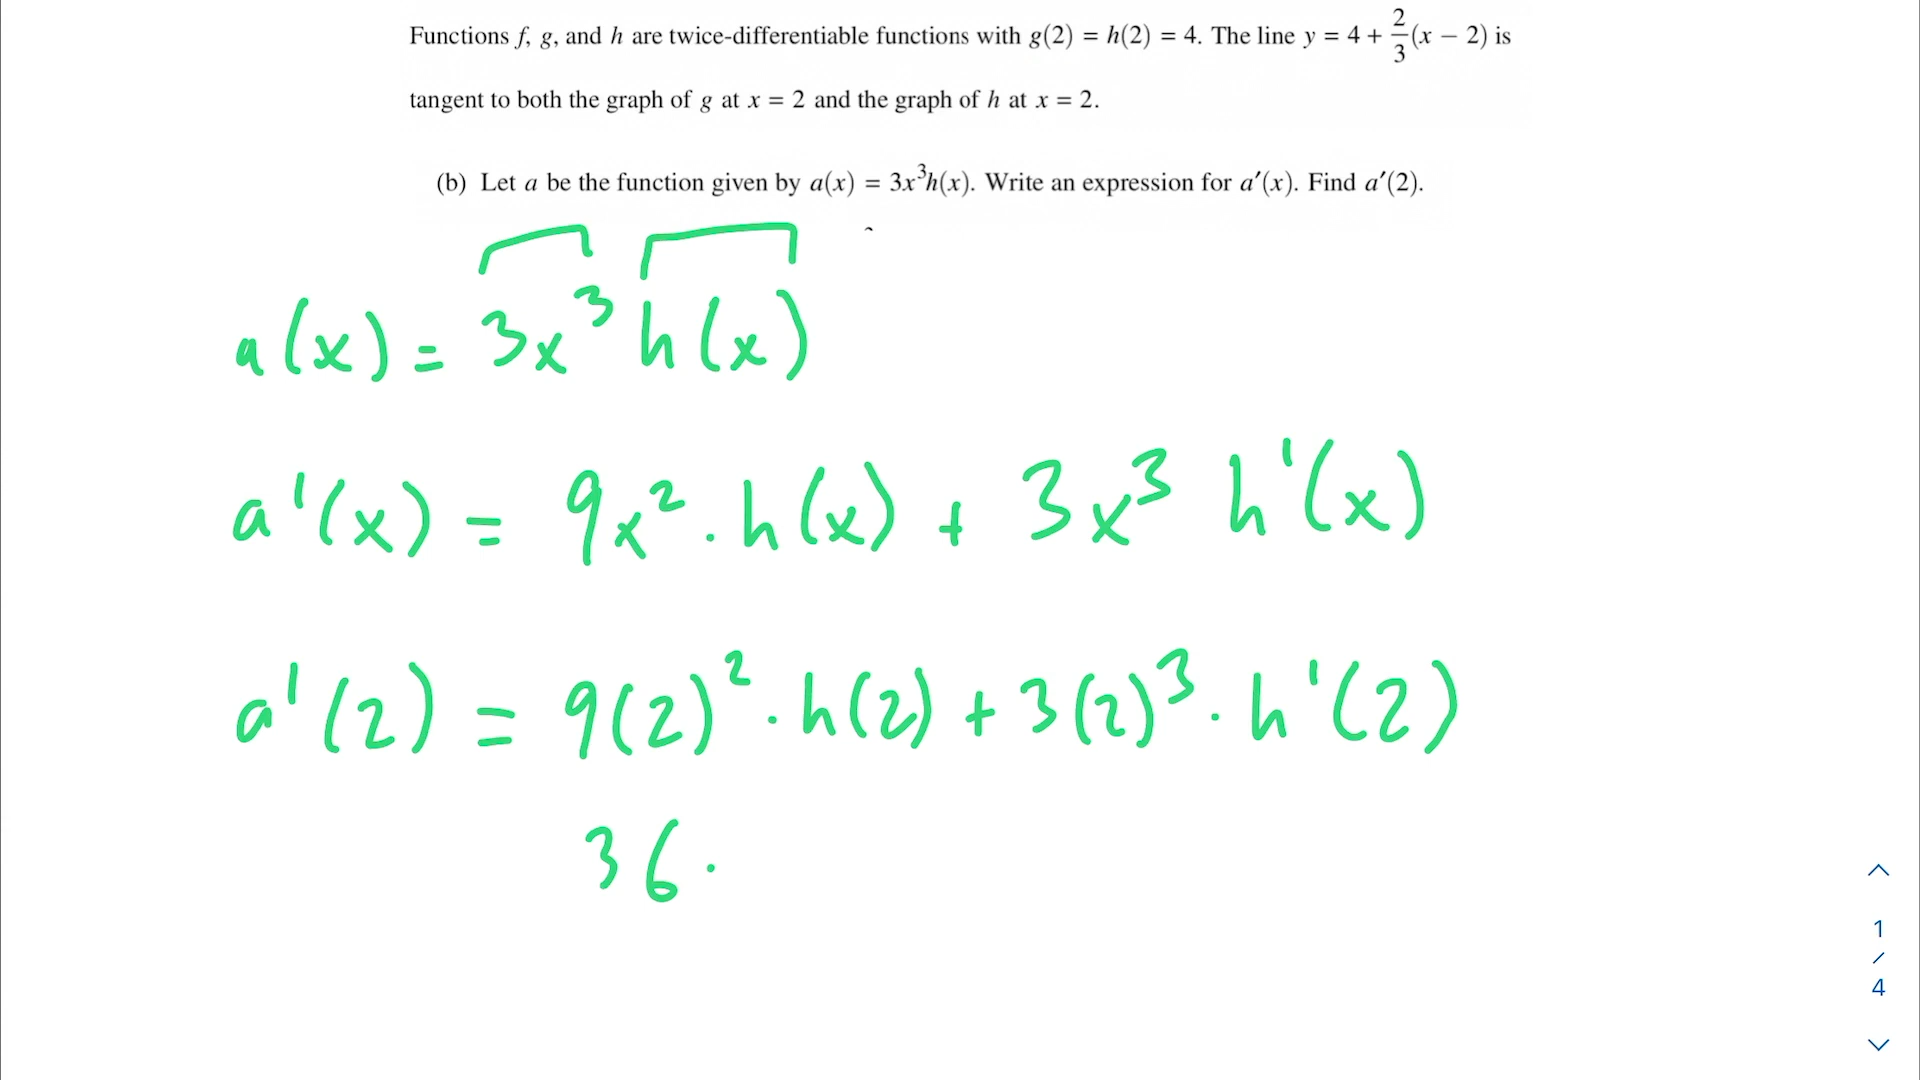 Functions f, g, and h are twice-differentiable functions with g(2) = h(2) = 4. The line y = 4 + 2/3(x − 2) is
tangent to both the graph of g at x = 2 and the graph of h at x = 2.
(b) Let a be the function given by a(x) = 3x³h(x). Write an expression for a′(x). Find a′(2).
a(x) = 3x³ h(x)
a'(x) = 9x² · h(x) + 3x³ h'(x)
a'(2) = 9(2)² · h(2) + 3(2)³ · h'(2)
36 ·
1
/
4